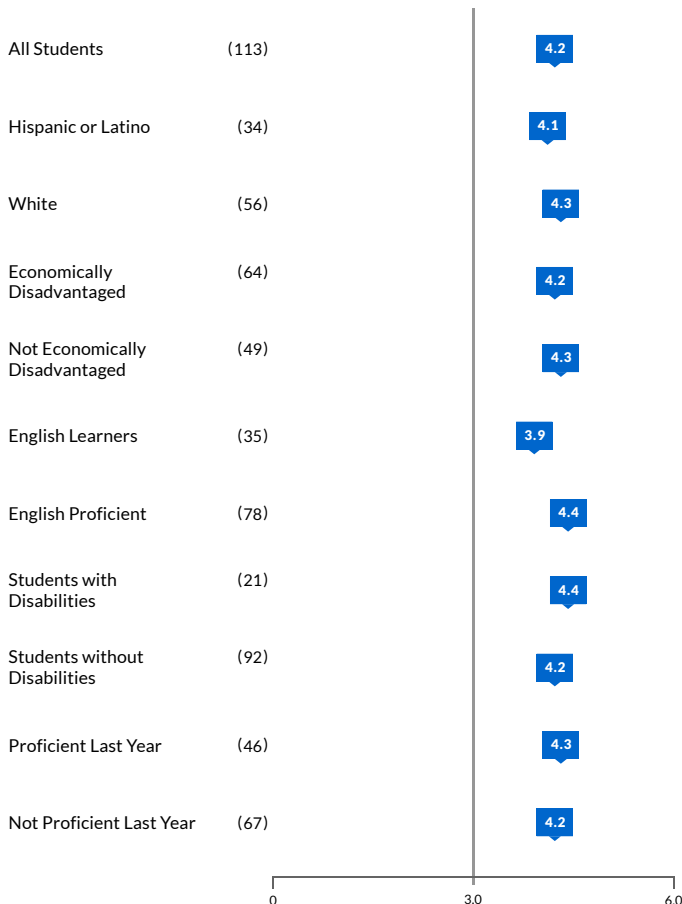 All Students (113) 4.2
Hispanic or Latino (34) 4.1
White (56) 4.3
Economically (64)
Disadvantaged 4.2
Not Economically (49)
Disadvantaged 4.3
English Learners (35) 3.9
English Proficient (78) 4.4
Students with (21)
Disabilities 4.4
Students without (92)
Disabilities 4.2
Proficient Last Year (46) 4.3
Not Proficient Last Year (67) 4.2
0 3.0 6.0